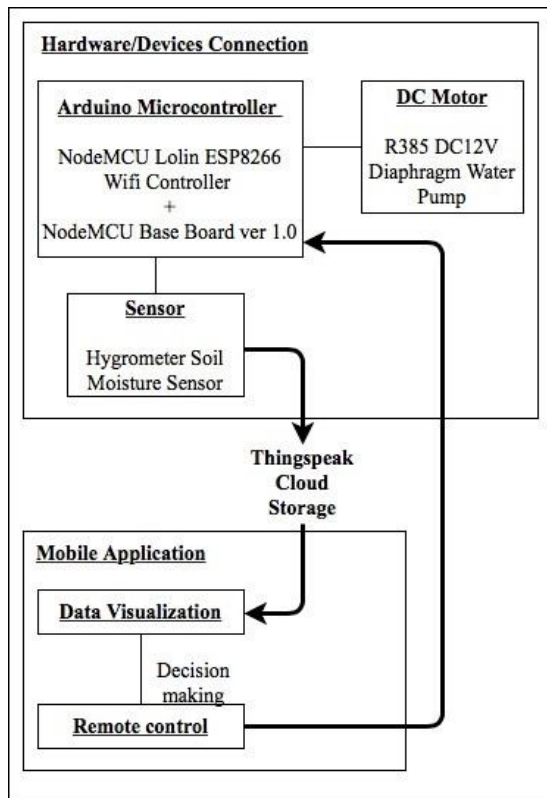 Hardware/Devices Connection
Arduino Microcontroller
NodeMCU Lolin ESP8266
Wifi Controller
+
NodeMCU Base Board ver 1.0
DC Motor
R385 DC12V
Diaphragm Water
Pump
Sensor
Hygrometer Soil
Moisture Sensor
Thingspeak
Cloud
Storage
Mobile Application
Data Visualization
Decision
making
Remote control